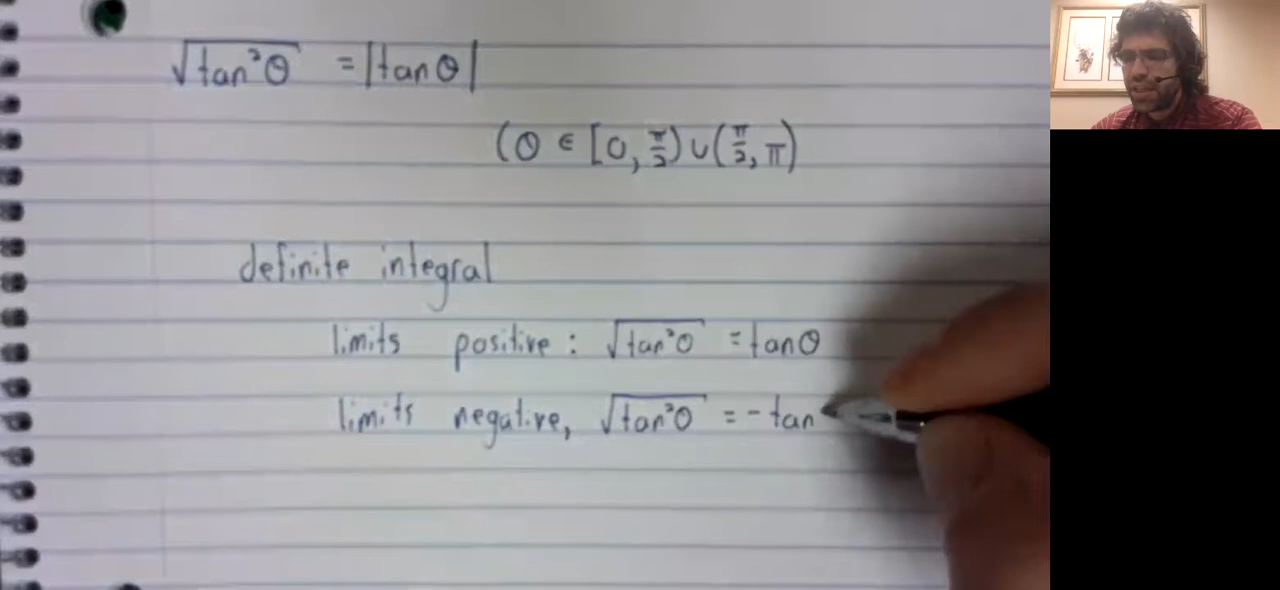 √tan²θ = |tanθ|
(θ ∈ [0, π/2) ∪ (π/2, π)
definite integral
limits positive: √tan²θ = tanθ
limits negative, √tan²θ = -tan